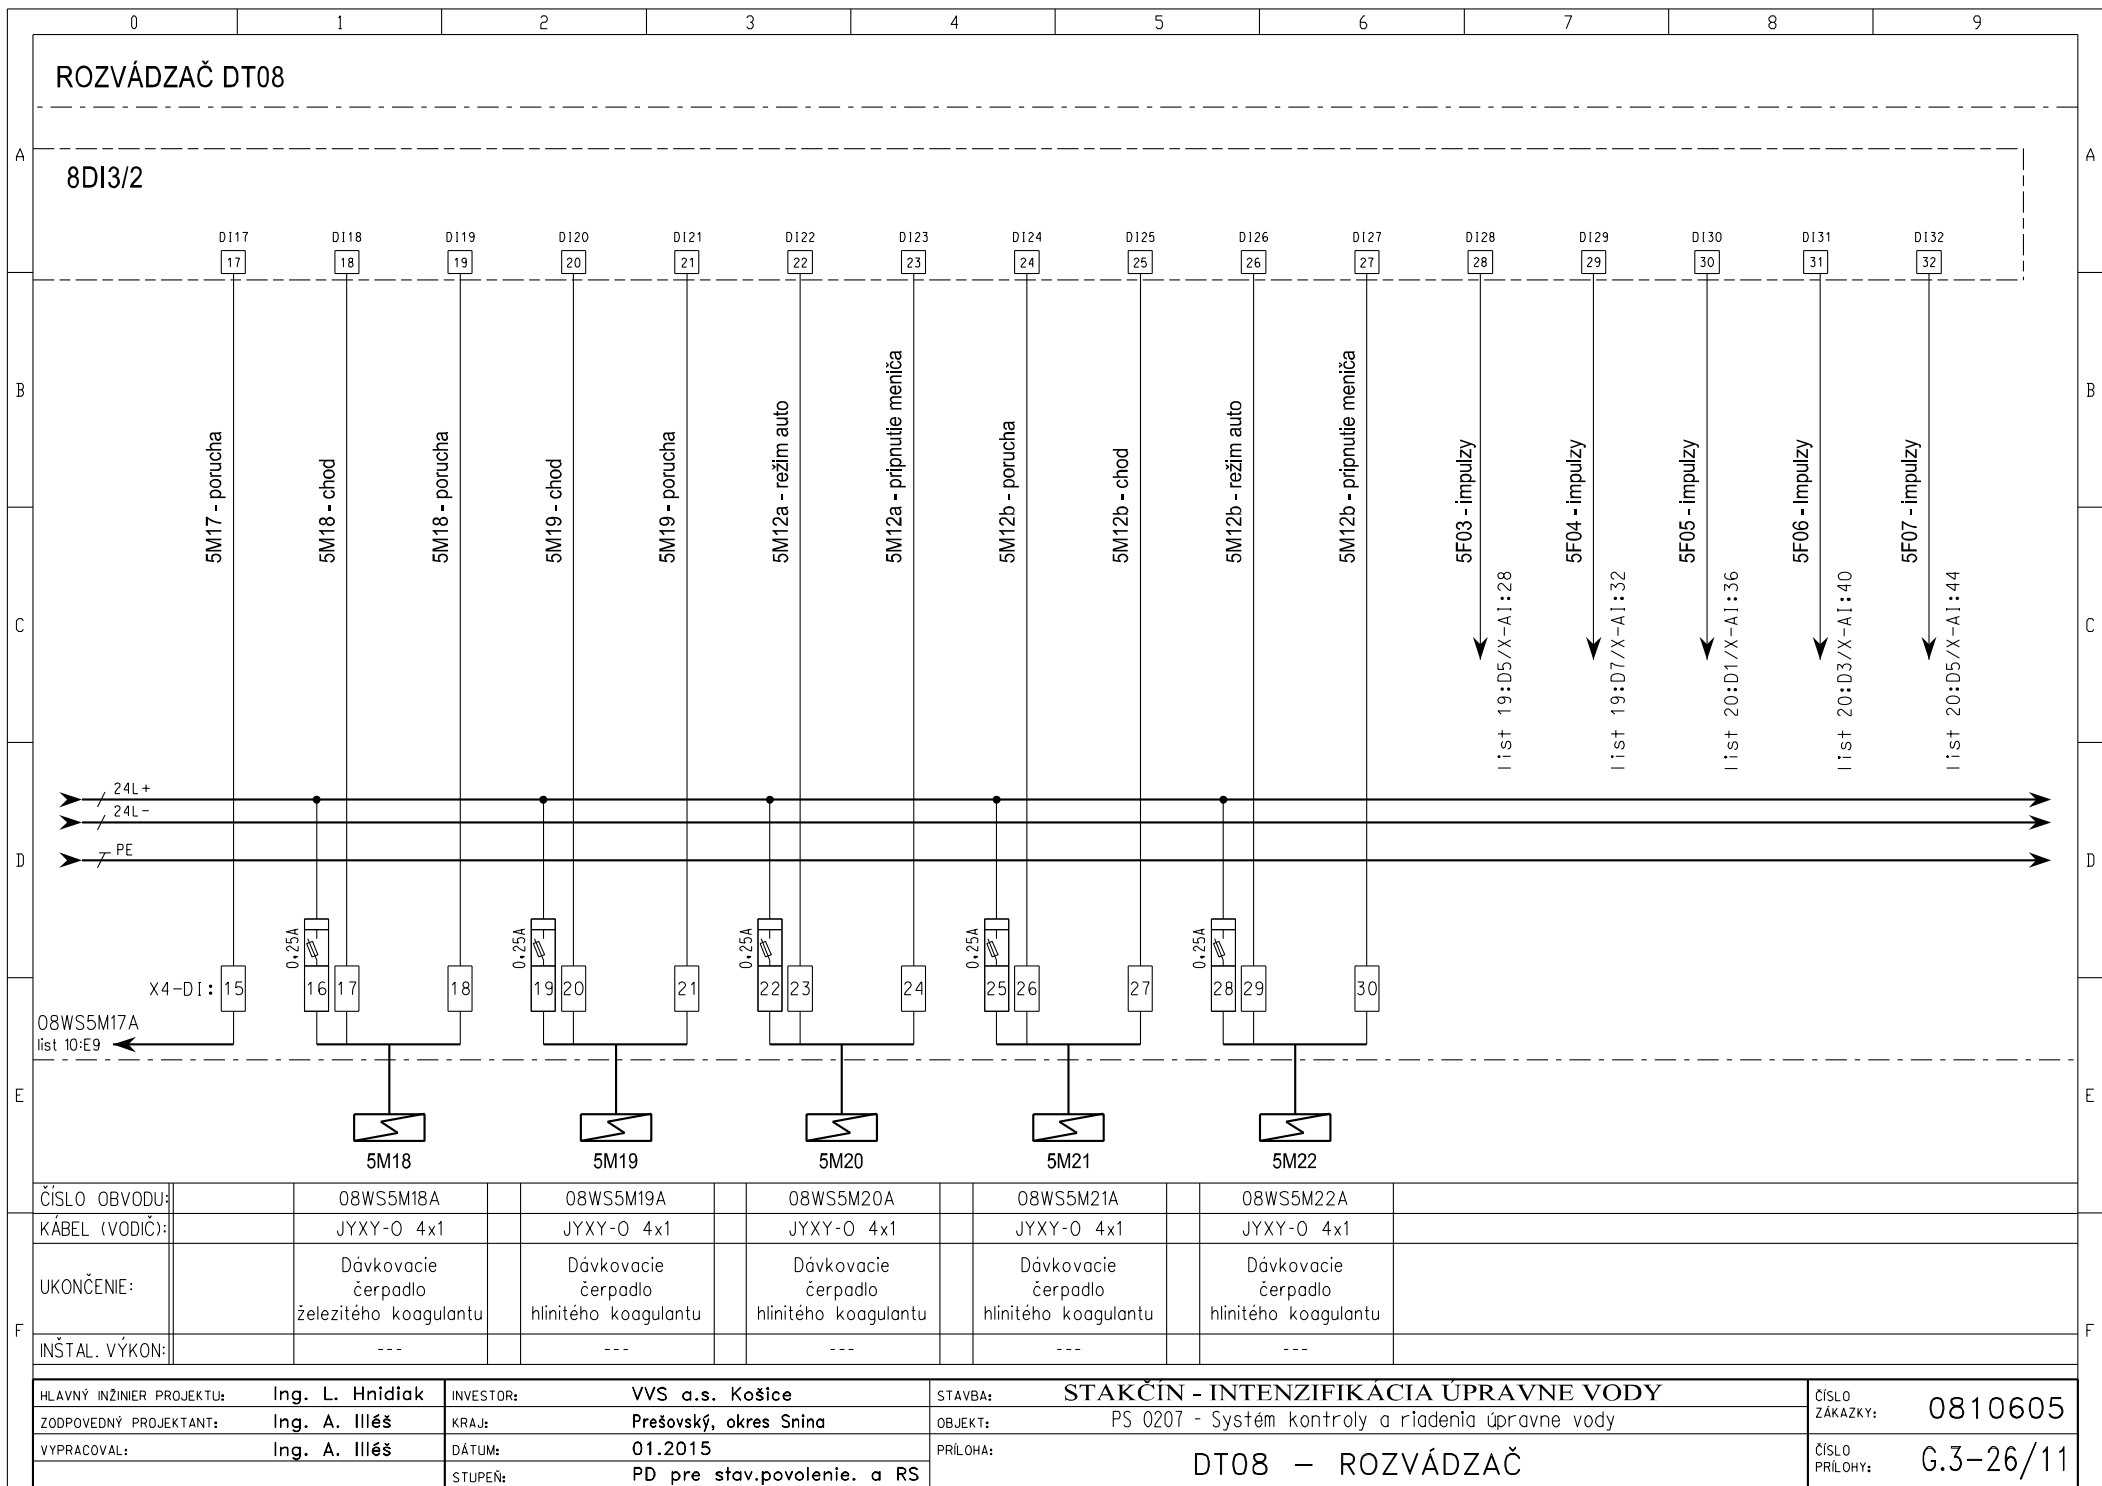 0 1 2 3 4 5 6 7 8 9
ROZVÁDZAČ DT08
A A
8DI3/2
DI17 DI18 DI19 DI20 DI21 DI22 DI23 DI24 DI25 DI26 DI27 DI28 DI29 DI30 DI31 DI32
17 18 19 20 21 22 23 24 25 26 27 28 29 30 31 32
B B
5M17 - porucha
5M18 - chod
5M18 - porucha
5M19 - chod
5M19 - porucha
5M12a - režim auto
5M12a - pripnutie meniča
5M12b - porucha
5M12b - chod
5M12b - režim auto
5M12b - pripnutie meniča
5F03 - impulzy
5F04 - impulzy
5F05 - impulzy
5F06 - impulzy
5F07 - impulzy
C C
list 19:D5/X-AI:28
list 19:D7/X-AI:32
list 20:D1/X-AI:36
list 20:D3/X-AI:40
list 20:D5/X-AI:44
24L+
24L-
PE
D D
0.25A 0.25A 0.25A 0.25A 0.25A
X4-DI: 15 16 17 18 19 20 21 22 23 24 25 26 27 28 29 30
08WS5M17A
list 10:E9
E E
5M18 5M19 5M20 5M21 5M22
ČÍSLO OBVODU: 08WS5M18A 08WS5M19A 08WS5M20A 08WS5M21A 08WS5M22A
KÁBEL (VODIČ): JYXY-O 4x1 JYXY-O 4x1 JYXY-O 4x1 JYXY-O 4x1 JYXY-O 4x1
UKONČENIE:
Dávkovacie Dávkovacie Dávkovacie Dávkovacie Dávkovacie
čerpadlo čerpadlo čerpadlo čerpadlo čerpadlo
železitého koagulantu hlinitého koagulantu hlinitého koagulantu hlinitého koagulantu hlinitého koagulantu
F F
INŠTAL. VÝKON: --- --- --- --- ---
HLAVNÝ INŽINIER PROJEKTU: Ing. L. Hnidiak
ZODPOVEDNÝ PROJEKTANT: Ing. A. Illéš
VYPRACOVAL: Ing. A. Illéš
INVESTOR: VVS a.s. Košice
KRAJ: Prešovský, okres Snina
DÁTUM: 01.2015
STUPEŇ: PD pre stav.povolenie. a RS
STAVBA: STAKČÍN - INTENZIFIKÁCIA ÚPRAVNE VODY
OBJEKT: PS 0207 - Systém kontroly a riadenia úpravne vody
PRÍLOHA: DT08 – ROZVÁDZAČ
ČÍSLO
ZÁKAZKY: 0810605
ČÍSLO
PRÍLOHY: G.3-26/11